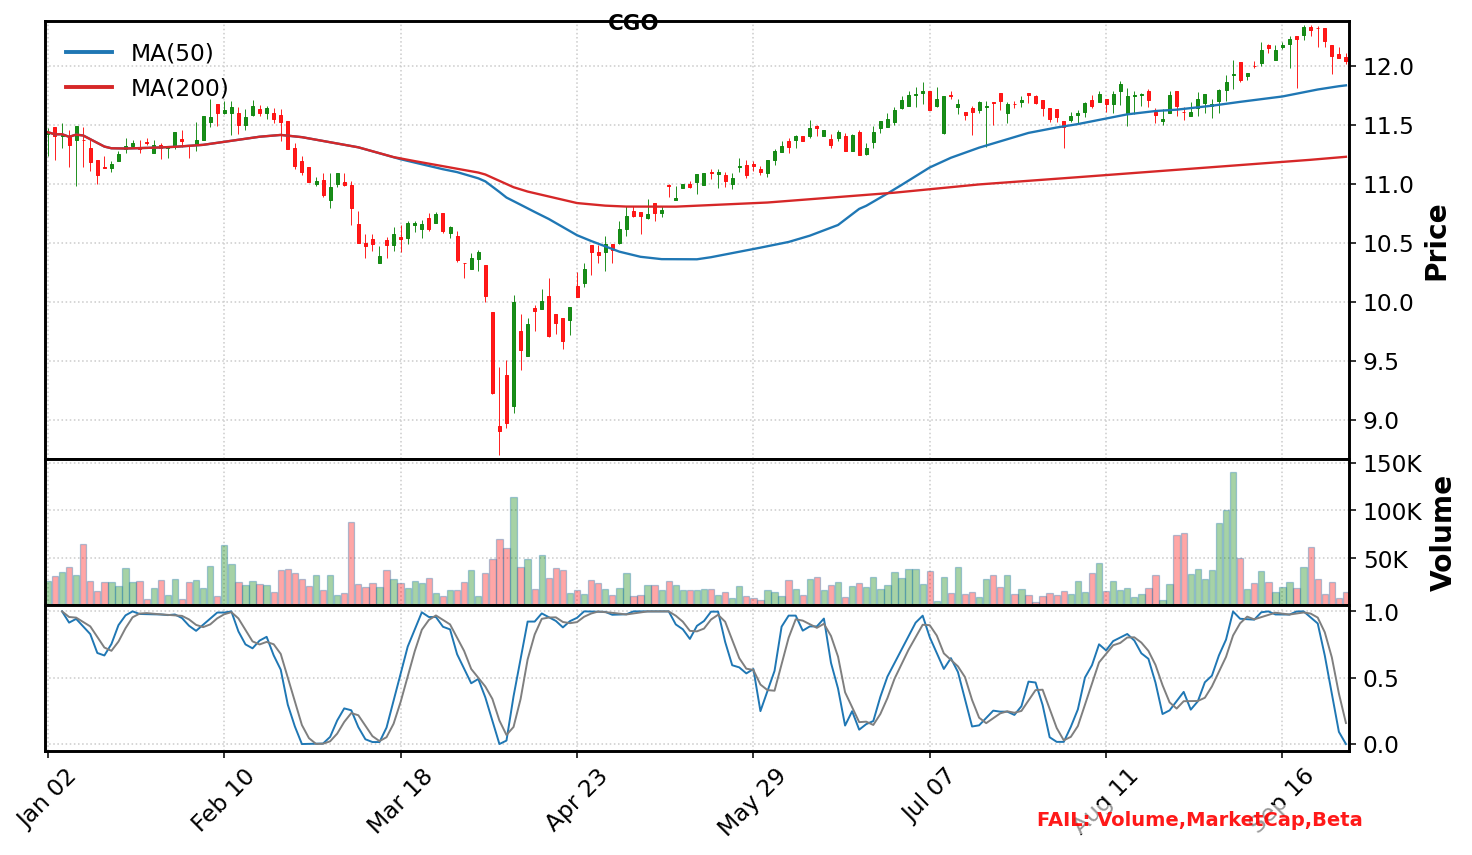 CGO
MA(50)
MA(200)
12.0
11.5
11.0
10.5
10.0
9.5
9.0
Price
150K
100K
50K
Volume
1.0
0.5
0.0
Jan 02
Feb 10
Mar 18
Apr 23
May 29
Jul 07
Aug 11
Sep 16
FAIL: Volume,MarketCap,Beta